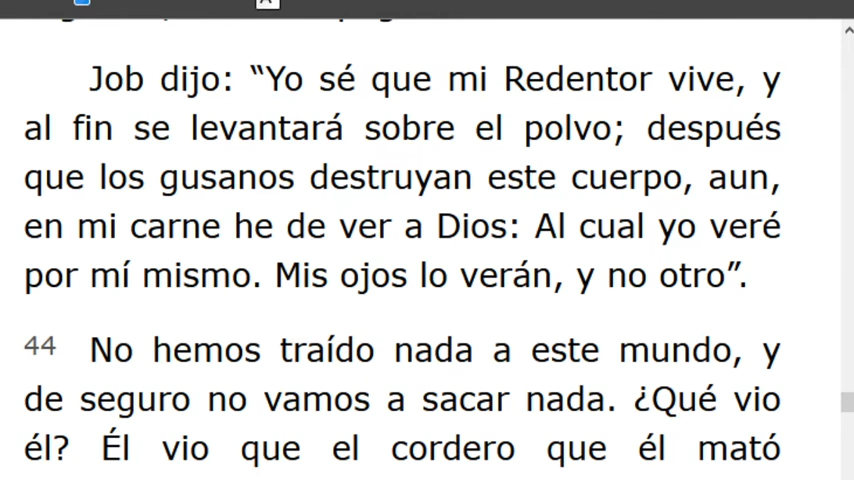 Job dijo: “Yo sé que mi Redentor vive, y
al fin se levantará sobre el polvo; después
que los gusanos destruyan este cuerpo, aun,
en mi carne he de ver a Dios: Al cual yo veré
por mí mismo. Mis ojos lo verán, y no otro”.
44 No hemos traído nada a este mundo, y
de seguro no vamos a sacar nada. ¿Qué vio
él? Él vio que el cordero que él mató